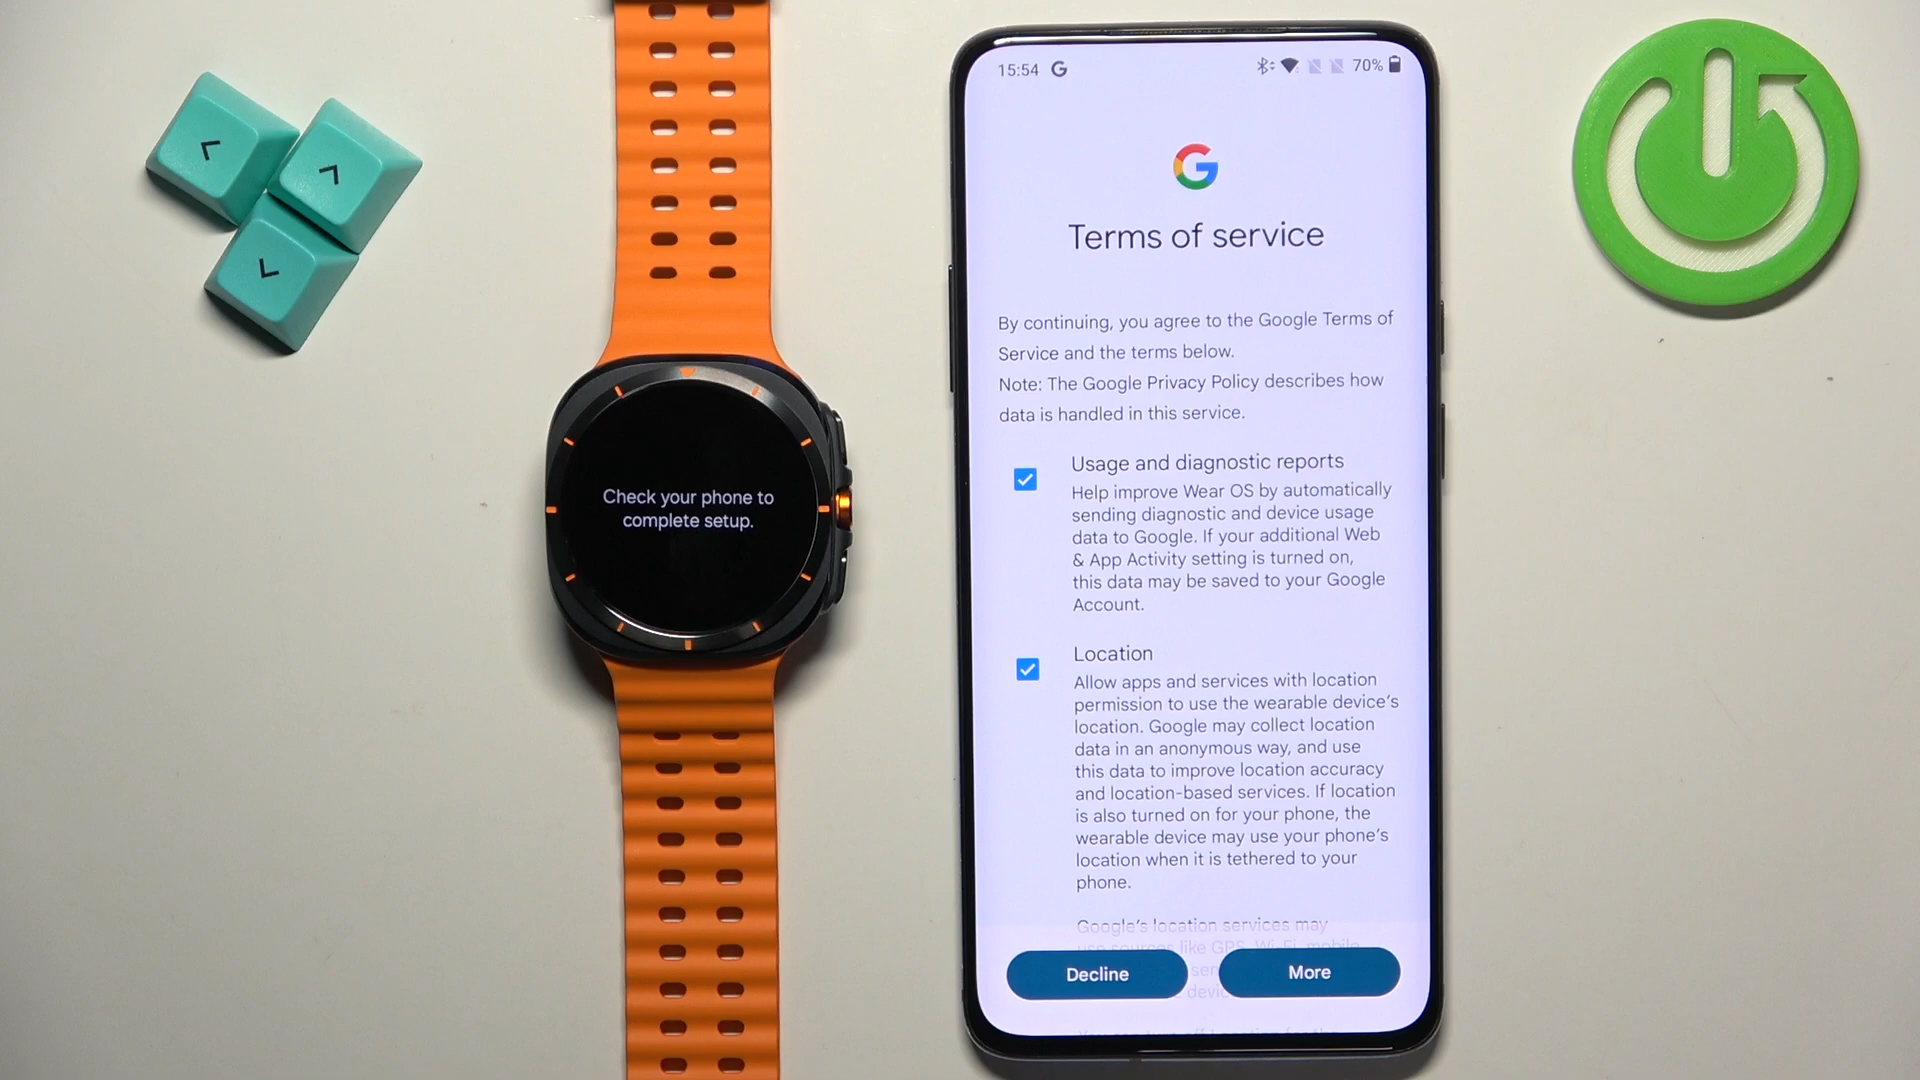 Check your phone to
complete setup.
15:54
70%
Terms of service
By continuing, you agree to the Google Terms of
Service and the terms below.
Note: The Google Privacy Policy describes how
data is handled in this service.
Usage and diagnostic reports
Help improve Wear OS by automatically
sending diagnostic and device usage
data to Google. If your additional Web
& App Activity setting is turned on,
this data may be saved to your Google
Account.
Location
Allow apps and services with location
permission to use the wearable device's
location. Google may collect location
data in an anonymous way, and use
this data to improve location accuracy
and location-based services. If location
is also turned on for your phone, the
wearable device may use your phone's
location when it is tethered to your
phone.
Google's location services may
use sources like GPS, Wi-Fi, mobile
Decline
More